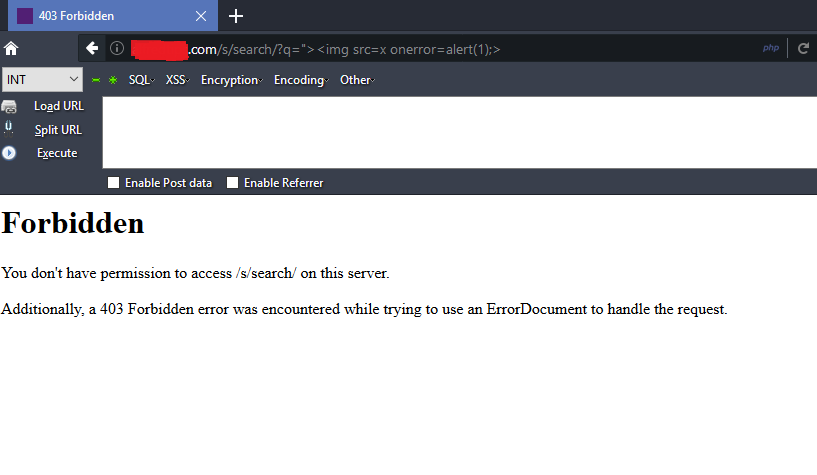 403 Forbidden
.com/s/search/?q="><img src=x onerror=alert(1);>
php
INT
SQL XSS Encryption Encoding Other
Load URL
Split URL
Execute
Enable Post data Enable Referrer
Forbidden
You don't have permission to access /s/search/ on this server.
Additionally, a 403 Forbidden error was encountered while trying to use an ErrorDocument to handle the request.